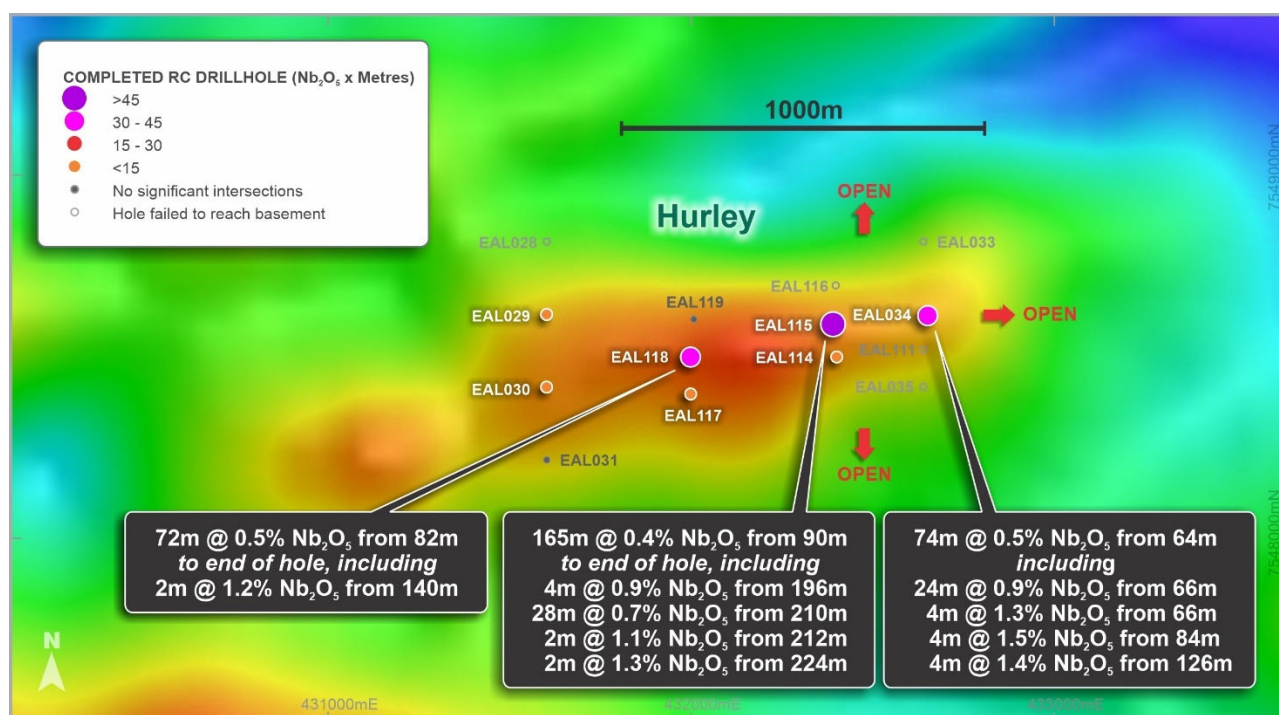 COMPLETED RC DRILLHOLE (Nb₂O₅ x Metres)
>45
30 - 45
15 - 30
<15
No significant intersections
Hole failed to reach basement
1000m
7549000mN
OPEN
Hurley
EAL028
EAL033
EAL116
EAL119
EAL029
EAL115
EAL034
OPEN
EAL118
EAL114
EAL111
EAL030
EAL117
EAL035
EAL031
OPEN
72m @ 0.5% Nb₂O₅ from 82m
to end of hole, including
2m @ 1.2% Nb₂O₅ from 140m
165m @ 0.4% Nb₂O₅ from 90m
to end of hole, including
4m @ 0.9% Nb₂O₅ from 196m
28m @ 0.7% Nb₂O₅ from 210m
2m @ 1.1% Nb₂O₅ from 212m
2m @ 1.3% Nb₂O₅ from 224m
74m @ 0.5% Nb₂O₅ from 64m
including
24m @ 0.9% Nb₂O₅ from 66m
4m @ 1.3% Nb₂O₅ from 66m
4m @ 1.5% Nb₂O₅ from 84m
4m @ 1.4% Nb₂O₅ from 126m
7548000mN
N
431000mE
432000mE
433000mE